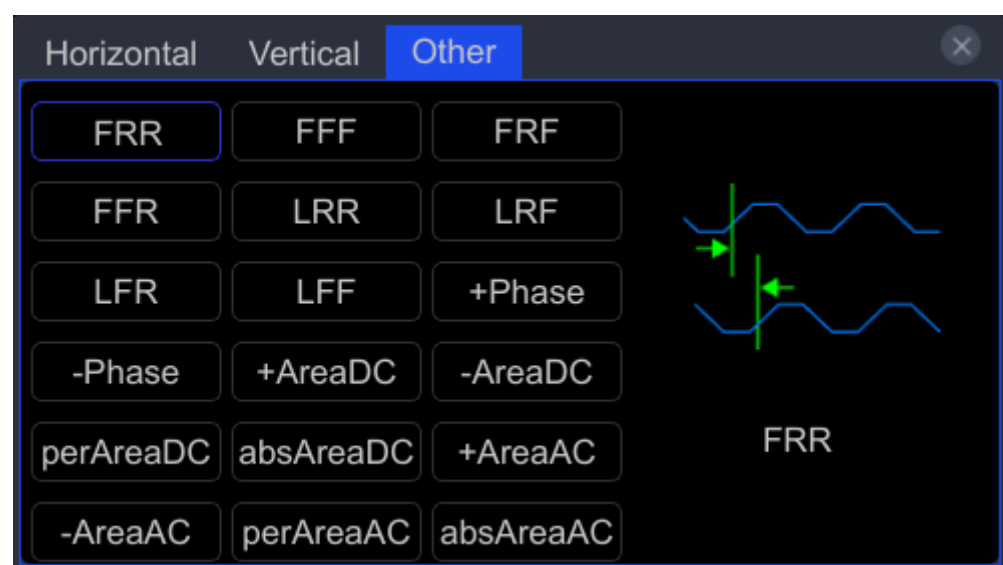 Horizontal Vertical Other
FRR FFF FRF
FFR LRR LRF
LFR LFF +Phase
-Phase +AreaDC -AreaDC
perAreaDC absAreaDC +AreaAC
-AreaAC perAreaAC absAreaAC
FRR